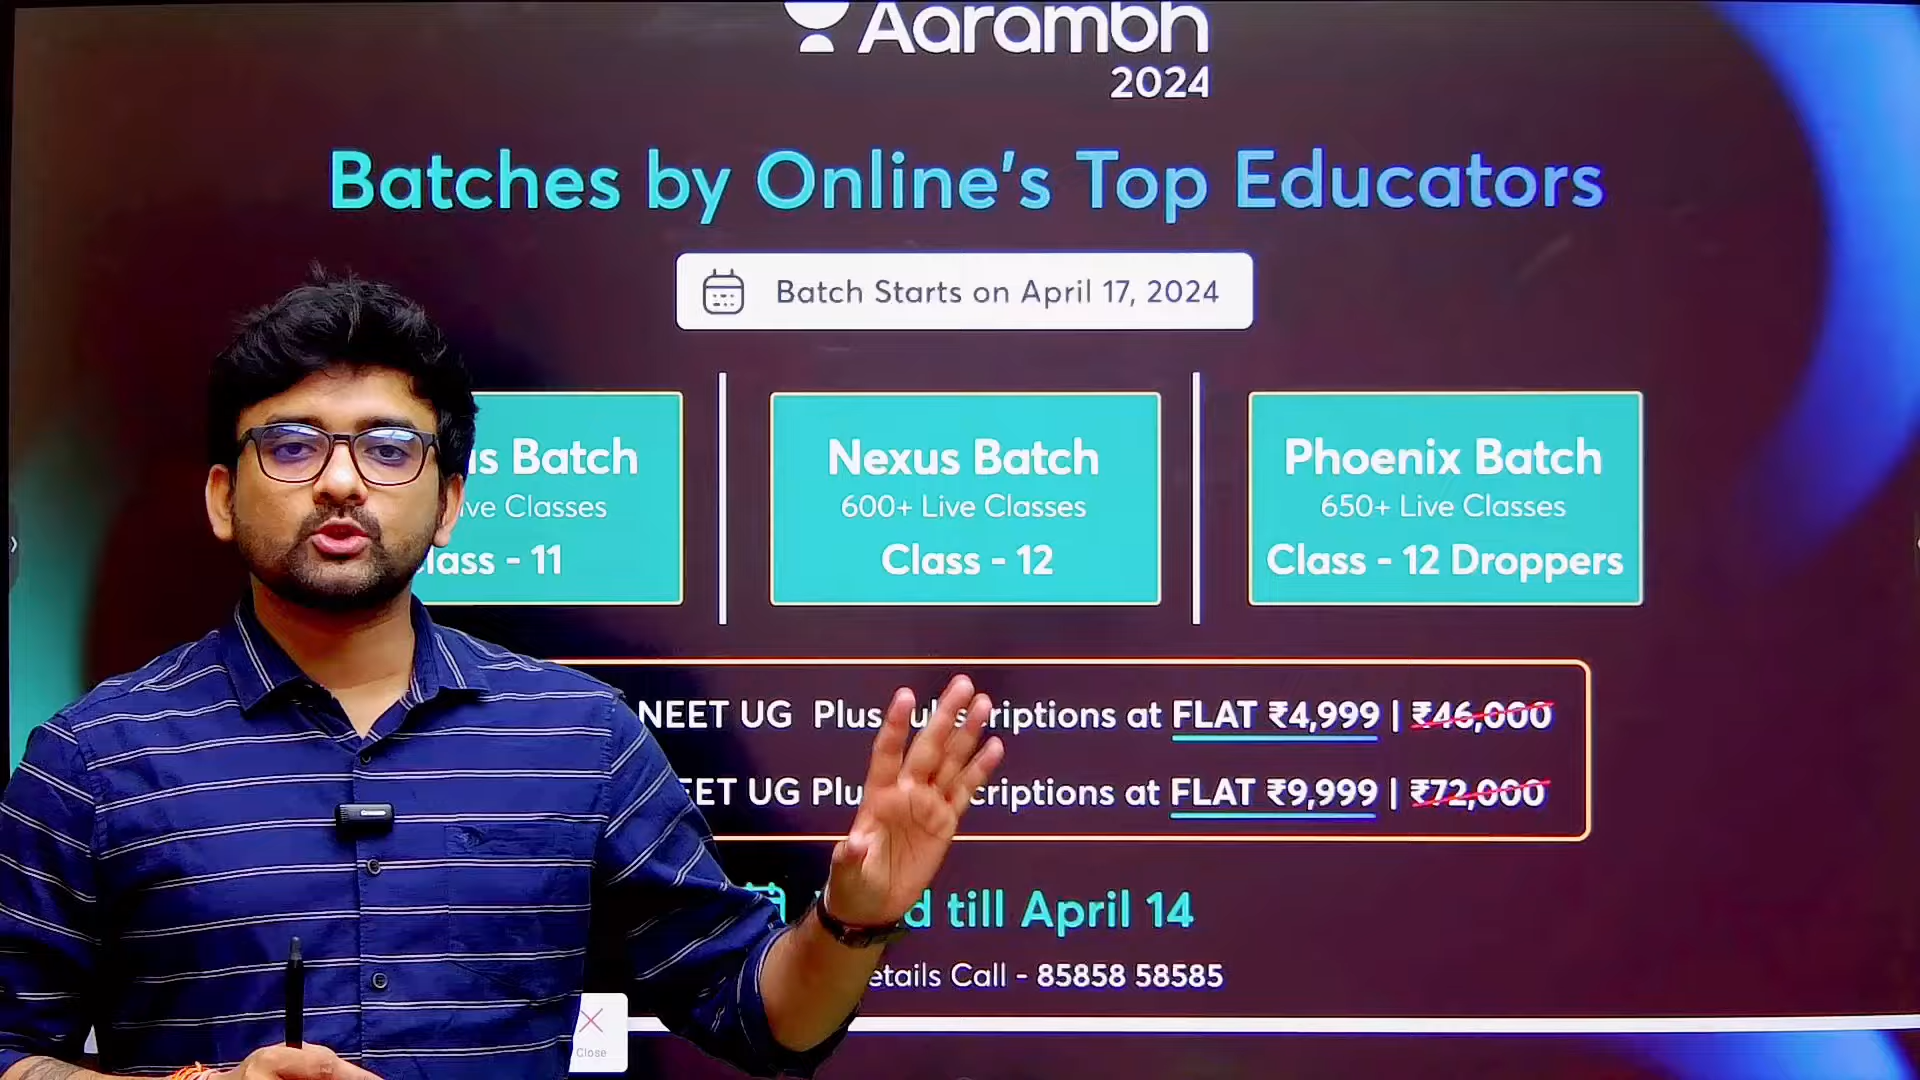 Aarambh
2024
Batches by Online's Top Educators
Batch Starts on April 17, 2024
Batch
Classes
- 11
Nexus Batch
600+ Live Classes
Class - 12
Phoenix Batch
650+ Live Classes
Class - 12 Droppers
NEET UG Plus at FLAT ₹4,999 | ₹46,000
UG at FLAT ₹9,999 | ₹72,000
till April 14
Call - 85858 58585
Close